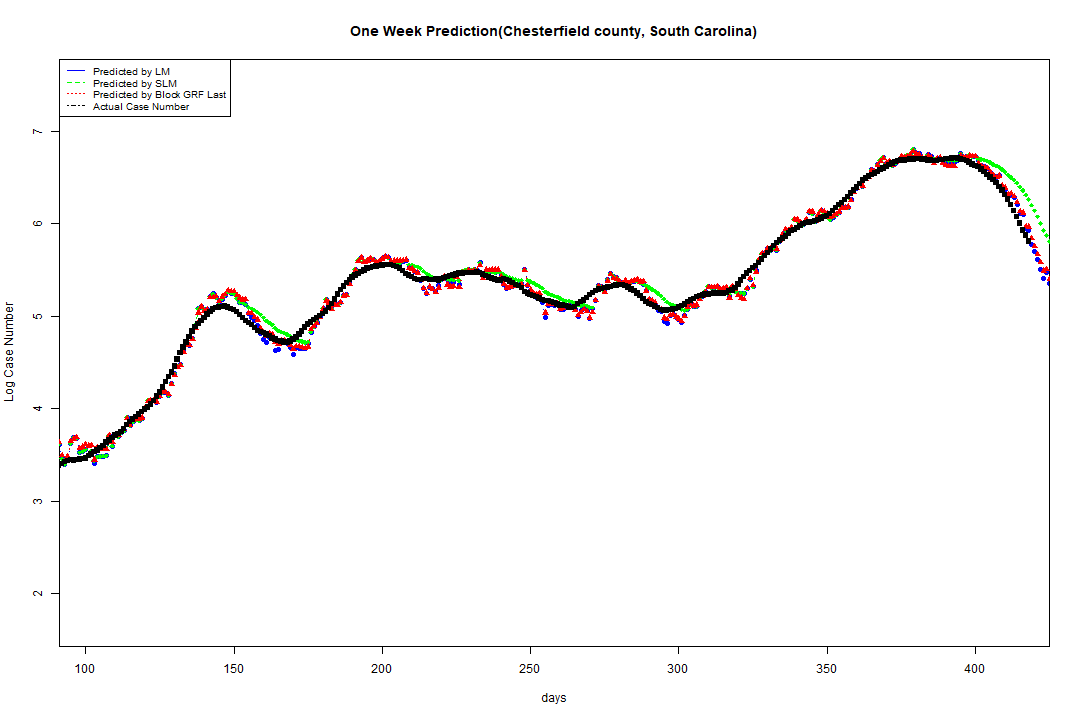 One Week Prediction(Chesterfield county, South Carolina)
Predicted by LM
Predicted by SLM
Predicted by Block GRF Last
Actual Case Number
7
6
5
4
3
2
Log Case Number
100 150 200 250 300 350 400
days